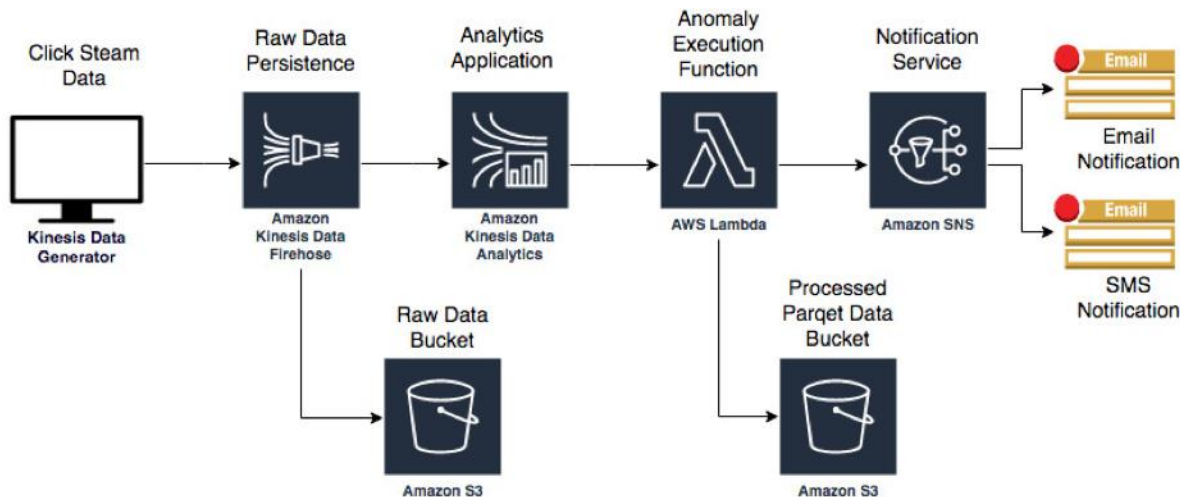 Click Steam
Data
Kinesis Data
Generator
Raw Data
Persistence
Amazon
Kinesis Data
Firehose
Analytics
Application
Amazon
Kinesis Data
Analytics
Anomaly
Execution
Function
AWS Lambda
Notification
Service
Amazon SNS
Email
Email
Notification
Email
SMS
Notification
Raw Data
Bucket
Amazon S3
Processed
Parqet Data
Bucket
Amazon S3